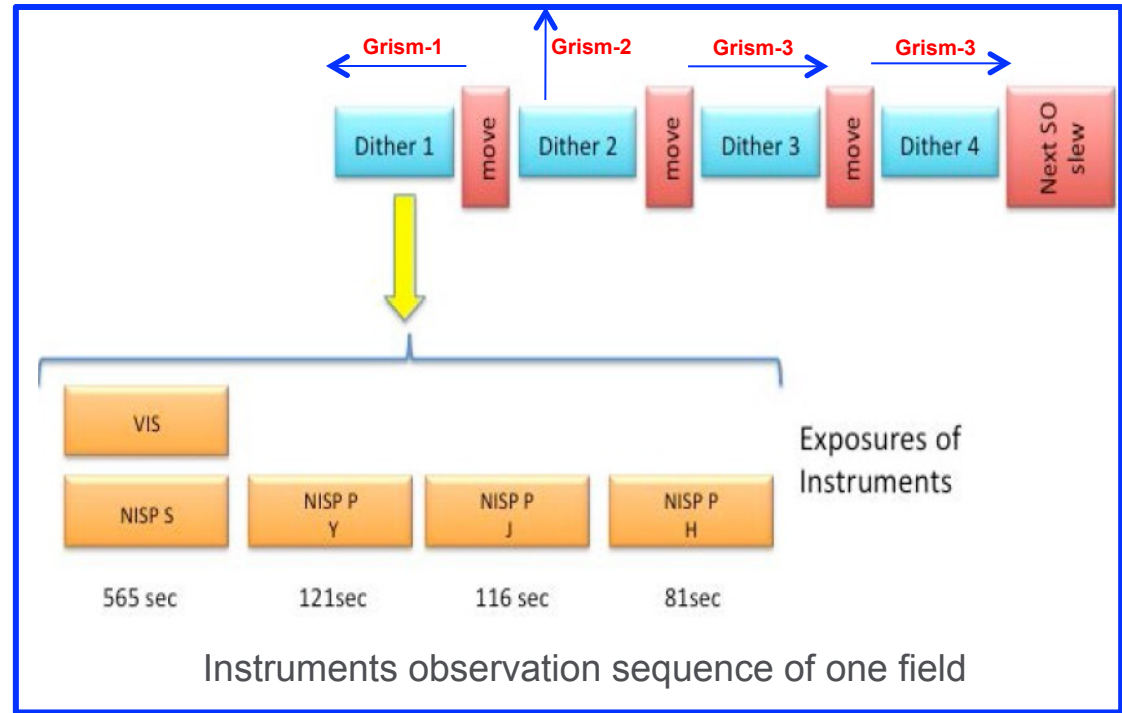 Grism-1
Grism-2
Grism-3
Grism-3
Dither 1
move
Dither 2
move
Dither 3
move
Dither 4
Next SO
slew
VIS
Exposures of
Instruments
NISP S
NISP P
Y
NISP P
J
NISP P
H
565 sec
121sec
116 sec
81sec
Instruments observation sequence of one field